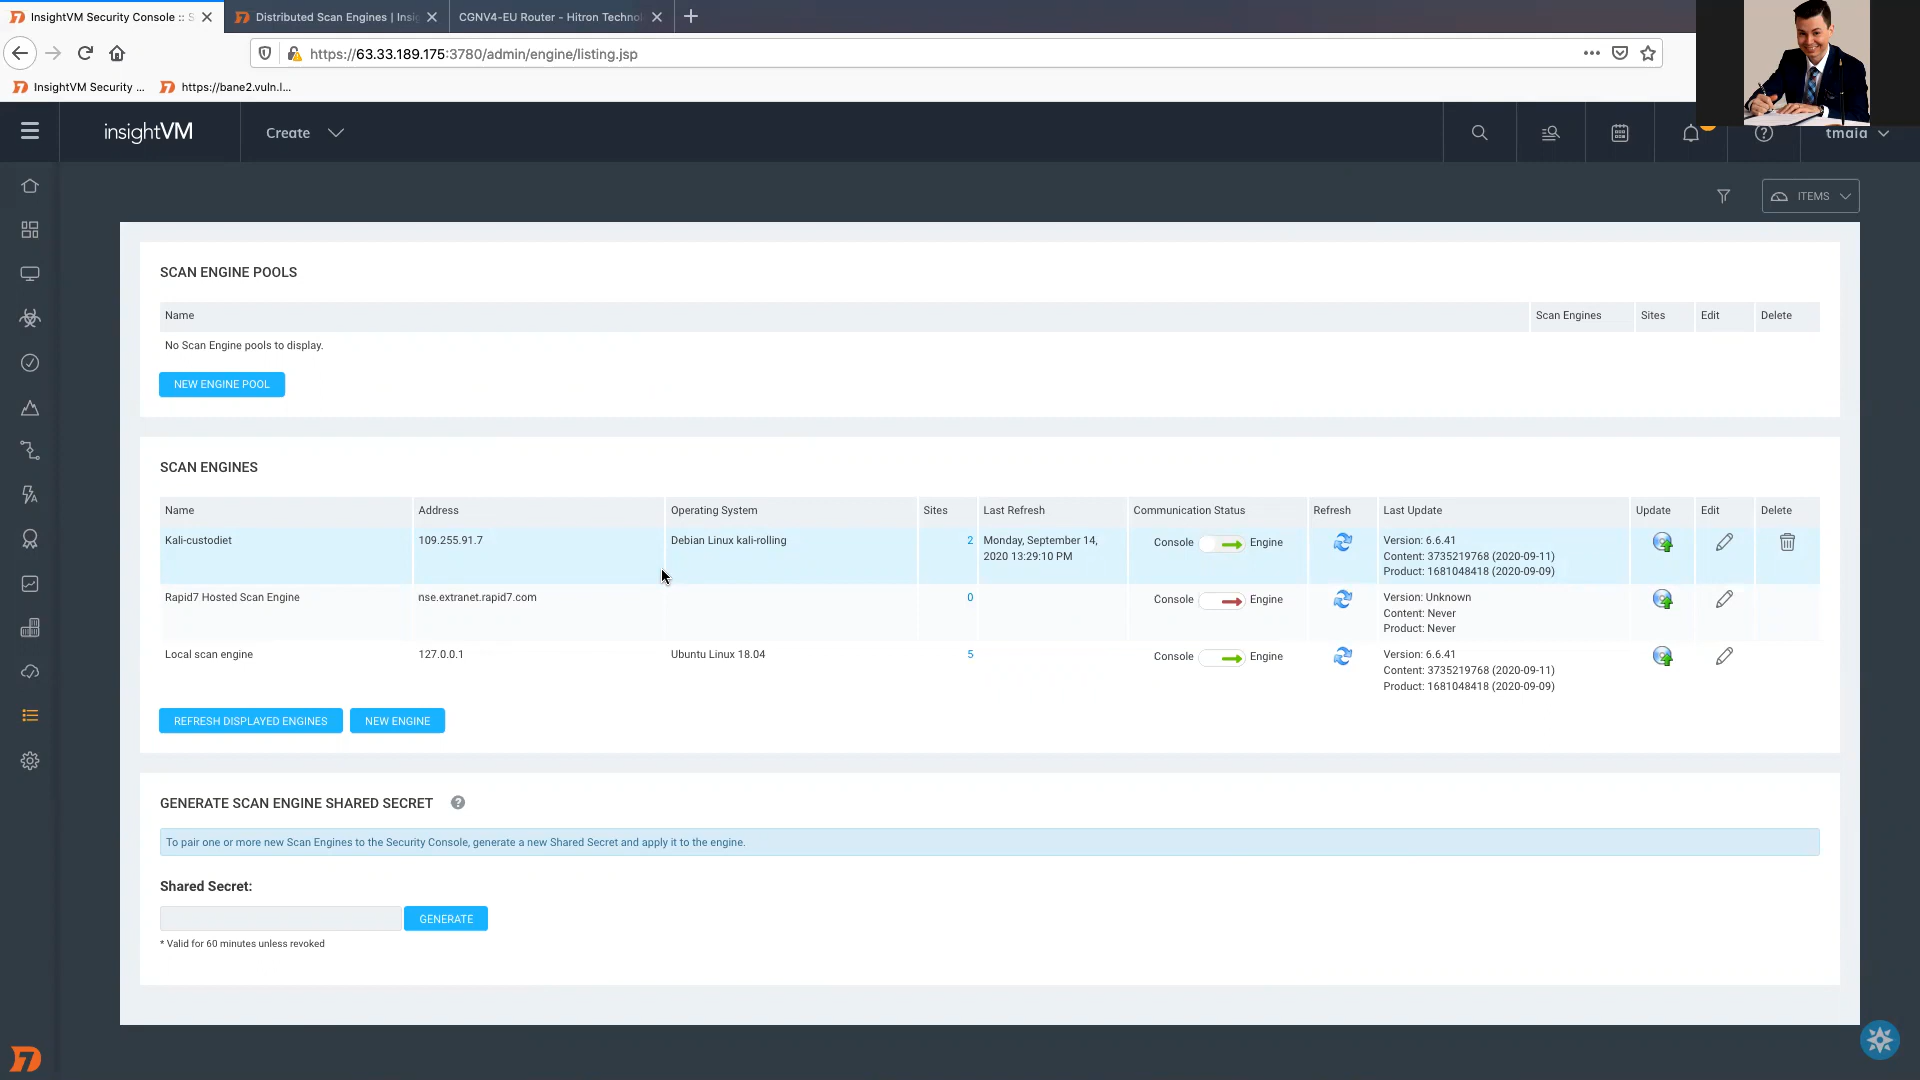 InsightVM Security Console :: S
Distributed Scan Engines | Insig
CGNV4-EU Router - Hitron Techno
https://63.33.189.175:3780/admin/engine/listing.jsp
InsightVM Security ...
https://bane2.vuln.l...
insightVM
Create
tmaia
ITEMS
SCAN ENGINE POOLS
Name Scan Engines Sites Edit Delete
No Scan Engine pools to display.
NEW ENGINE POOL
SCAN ENGINES
Name Address Operating System Sites Last Refresh Communication Status Refresh Last Update Update Edit Delete
Kali-custodiet 109.255.91.7 Debian Linux kali-rolling 2 Monday, September 14, Console Engine Version: 6.6.41
2020 13:29:10 PM Content: 3735219768 (2020-09-11)
Product: 1681048418 (2020-09-09)
Rapid7 Hosted Scan Engine nse.extranet.rapid7.com 0 Console Engine Version: Unknown
Content: Never
Product: Never
Local scan engine 127.0.0.1 Ubuntu Linux 18.04 5 Console Engine Version: 6.6.41
Content: 3735219768 (2020-09-11)
Product: 1681048418 (2020-09-09)
REFRESH DISPLAYED ENGINES NEW ENGINE
GENERATE SCAN ENGINE SHARED SECRET ?
To pair one or more new Scan Engines to the Security Console, generate a new Shared Secret and apply it to the engine.
Shared Secret:
GENERATE
* Valid for 60 minutes unless revoked